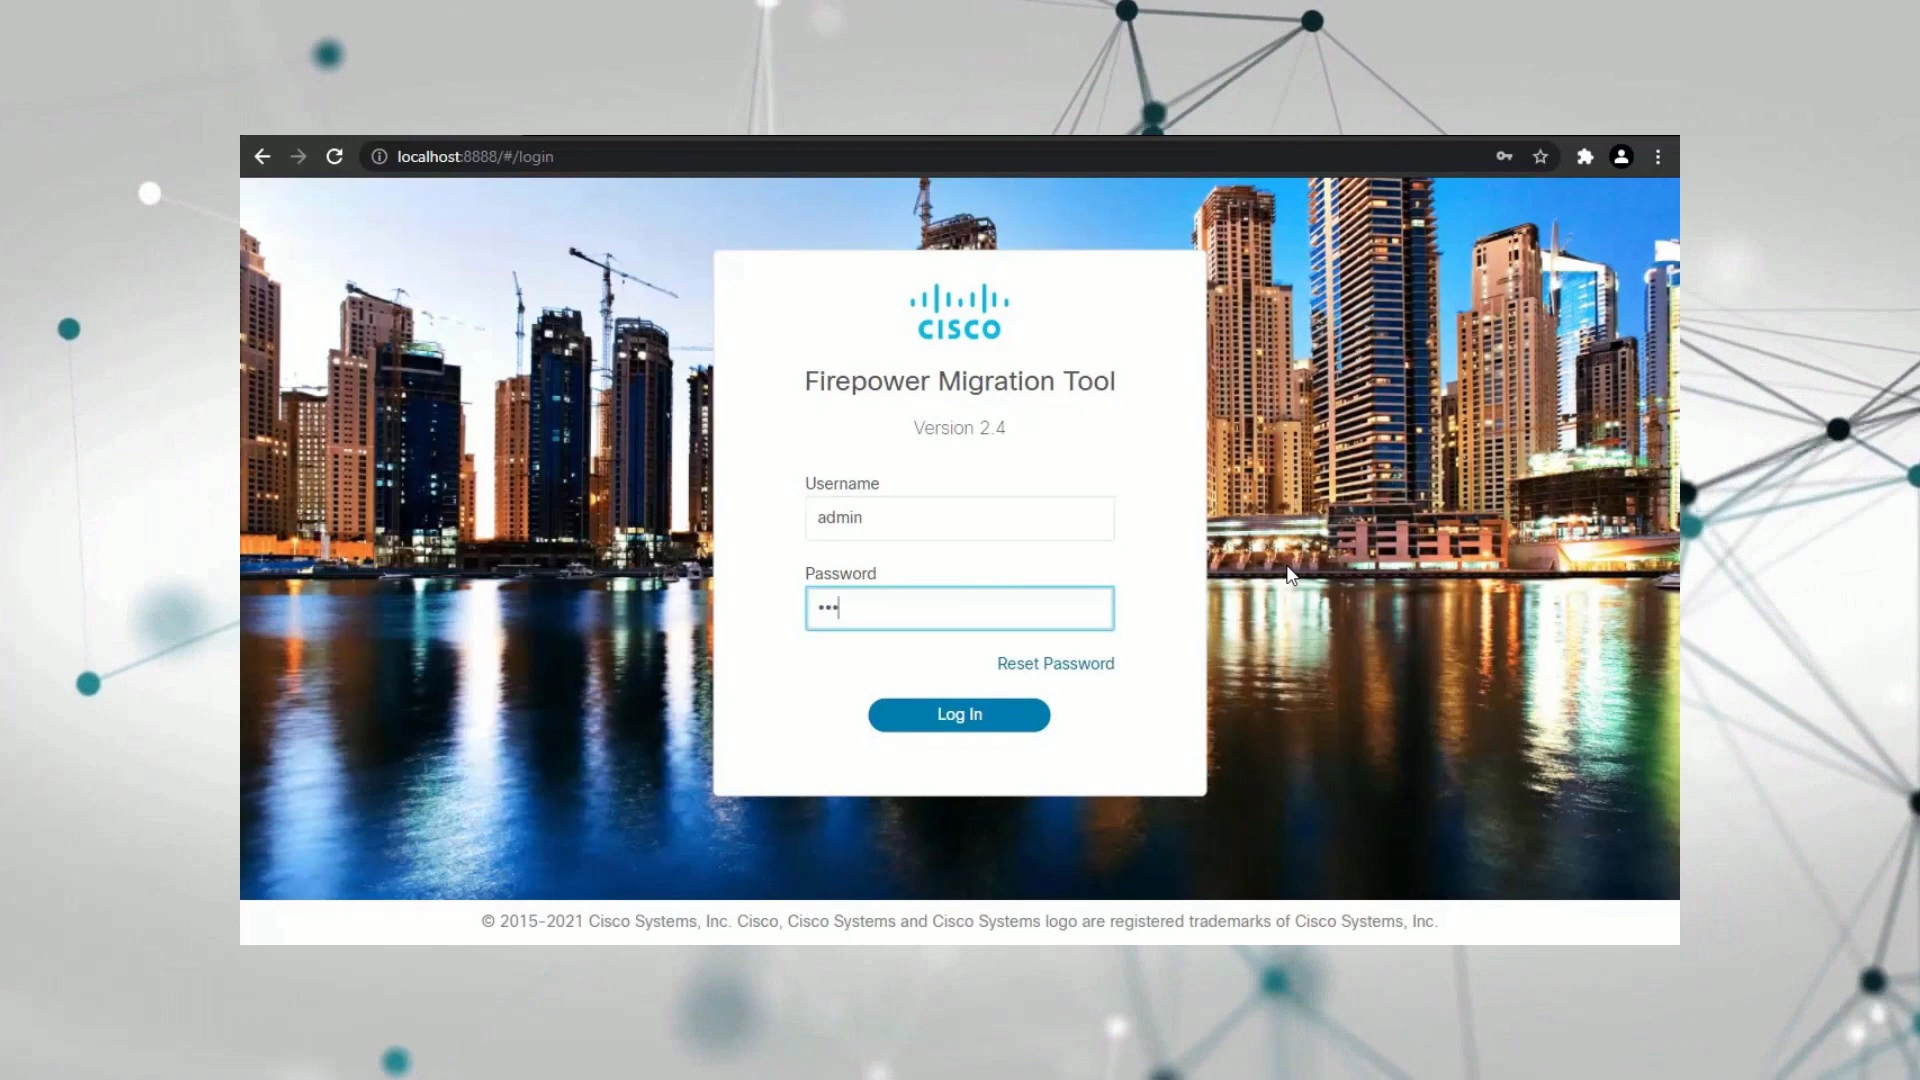 localhost:8888/#/login
CISCO
Firepower Migration Tool
Version 2.4
Username
admin
Password
•••
Reset Password
Log In
© 2015-2021 Cisco Systems, Inc. Cisco, Cisco Systems and Cisco Systems logo are registered trademarks of Cisco Systems, Inc.